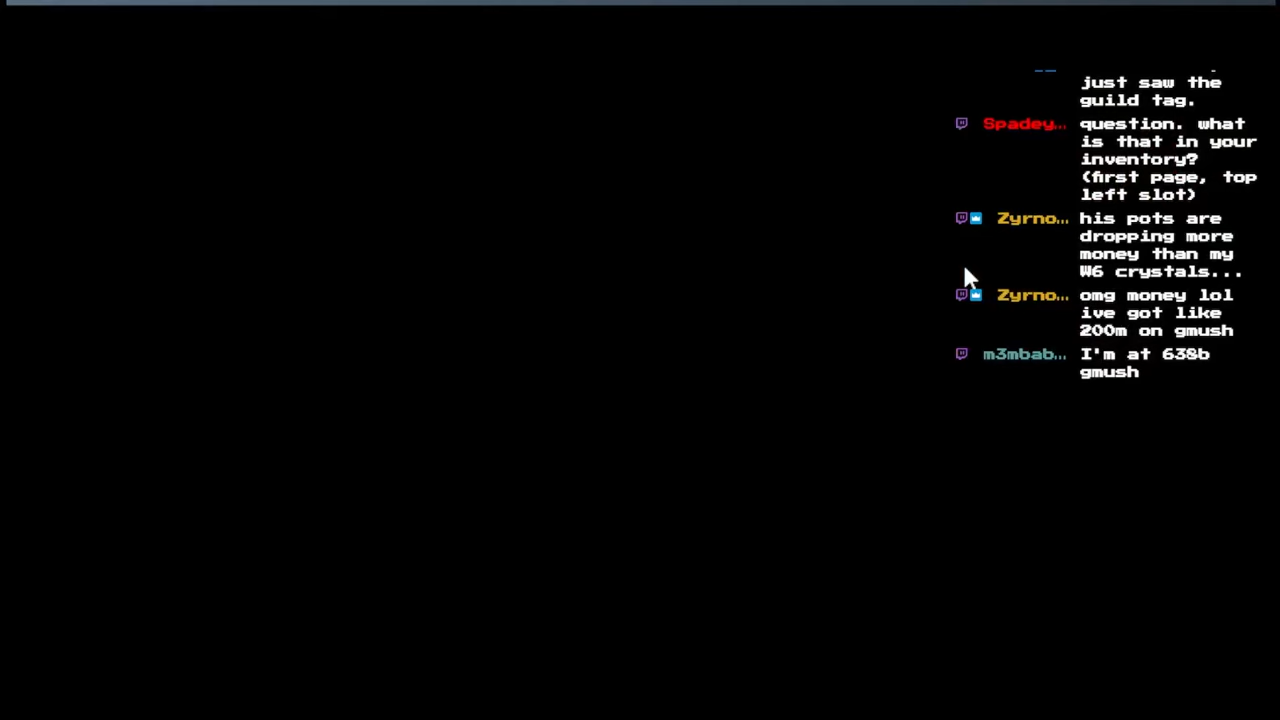 just saw the
guild tag.
Spadey... question. what
is that in your
inventory?
(first page, top
left slot)
Zyrno... his pots are
dropping more
money than my
W6 crystals...
Zyrno... omg money lol
ive got like
200m on gmush
m3mbab... I'm at 638b
gmush